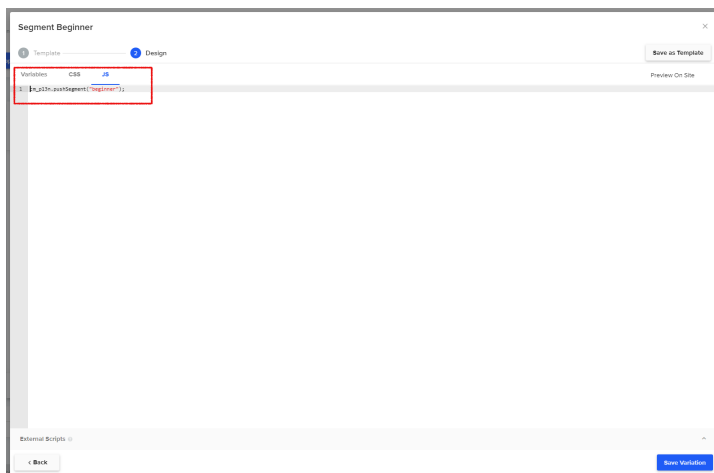 Segment Beginner ×
1 Template 2 Design Save as Template
Variables CSS JS Preview On Site
1 cm_pl3n.pushSegment("beginner");
External Scripts
< Back Save Variation